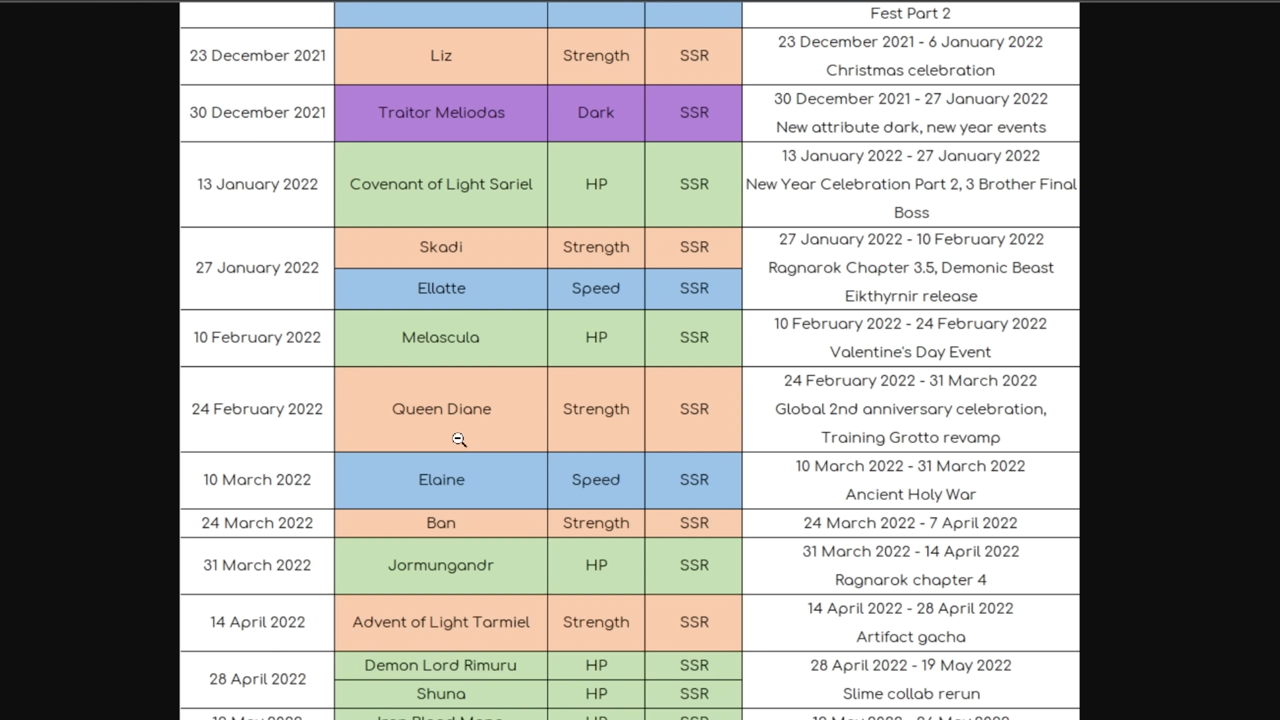 Fest Part 2
23 December 2021 Liz Strength SSR 23 December 2021 - 6 January 2022
Christmas celebration
30 December 2021 Traitor Meliodas Dark SSR 30 December 2021 - 27 January 2022
New attribute dark, new year events
13 January 2022 Covenant of Light Sariel HP SSR 13 January 2022 - 27 January 2022
New Year Celebration Part 2, 3 Brother Final
Boss
27 January 2022 Skadi Strength SSR 27 January 2022 - 10 February 2022
Ellatte Speed SSR Ragnarok Chapter 3.5, Demonic Beast
Eikthyrnir release
10 February 2022 Melascula HP SSR 10 February 2022 - 24 February 2022
Valentine's Day Event
24 February 2022 Queen Diane Strength SSR 24 February 2022 - 31 March 2022
Global 2nd anniversary celebration,
Training Grotto revamp
10 March 2022 Elaine Speed SSR 10 March 2022 - 31 March 2022
Ancient Holy War
24 March 2022 Ban Strength SSR 24 March 2022 - 7 April 2022
31 March 2022 Jormungandr HP SSR 31 March 2022 - 14 April 2022
Ragnarok chapter 4
14 April 2022 Advent of Light Tarmiel Strength SSR 14 April 2022 - 28 April 2022
Artifact gacha
28 April 2022 Demon Lord Rimuru HP SSR 28 April 2022 - 19 May 2022
Shuna HP SSR Slime collab rerun